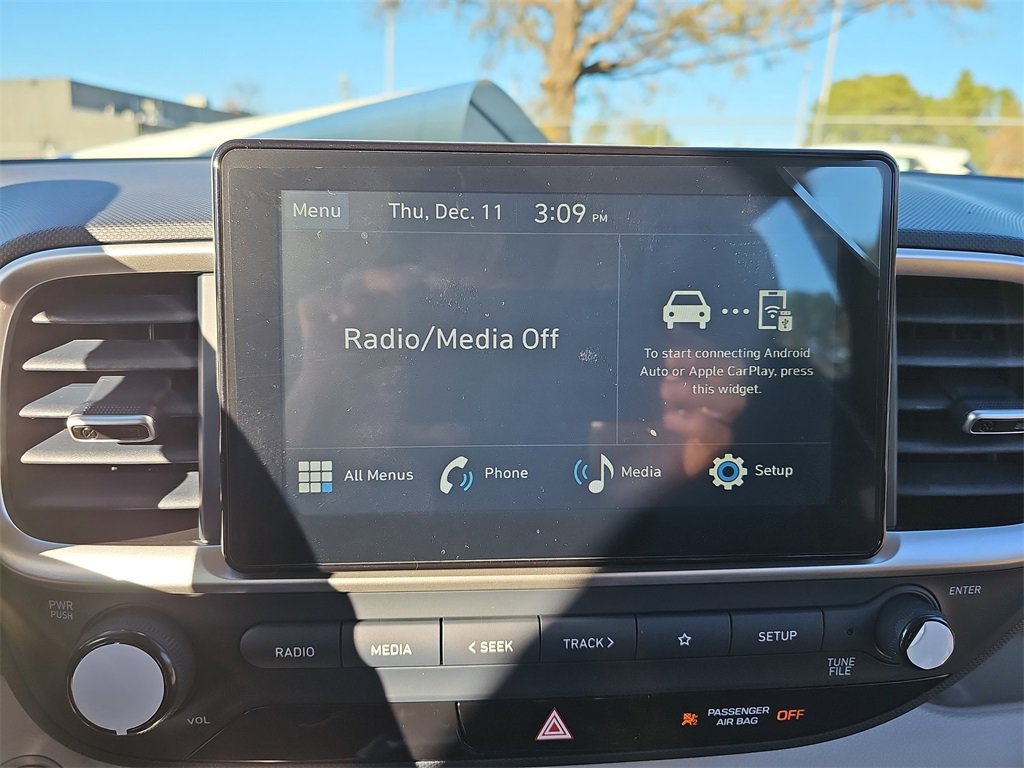 Menu Thu, Dec. 11 3:09 PM
Radio/Media Off
To start connecting Android
Auto or Apple CarPlay, press
this widget.
All Menus Phone Media Setup
PWR
PUSH
VOL
RADIO MEDIA < SEEK TRACK > SETUP
ENTER
TUNE
FILE
PASSENGER
AIR BAG OFF